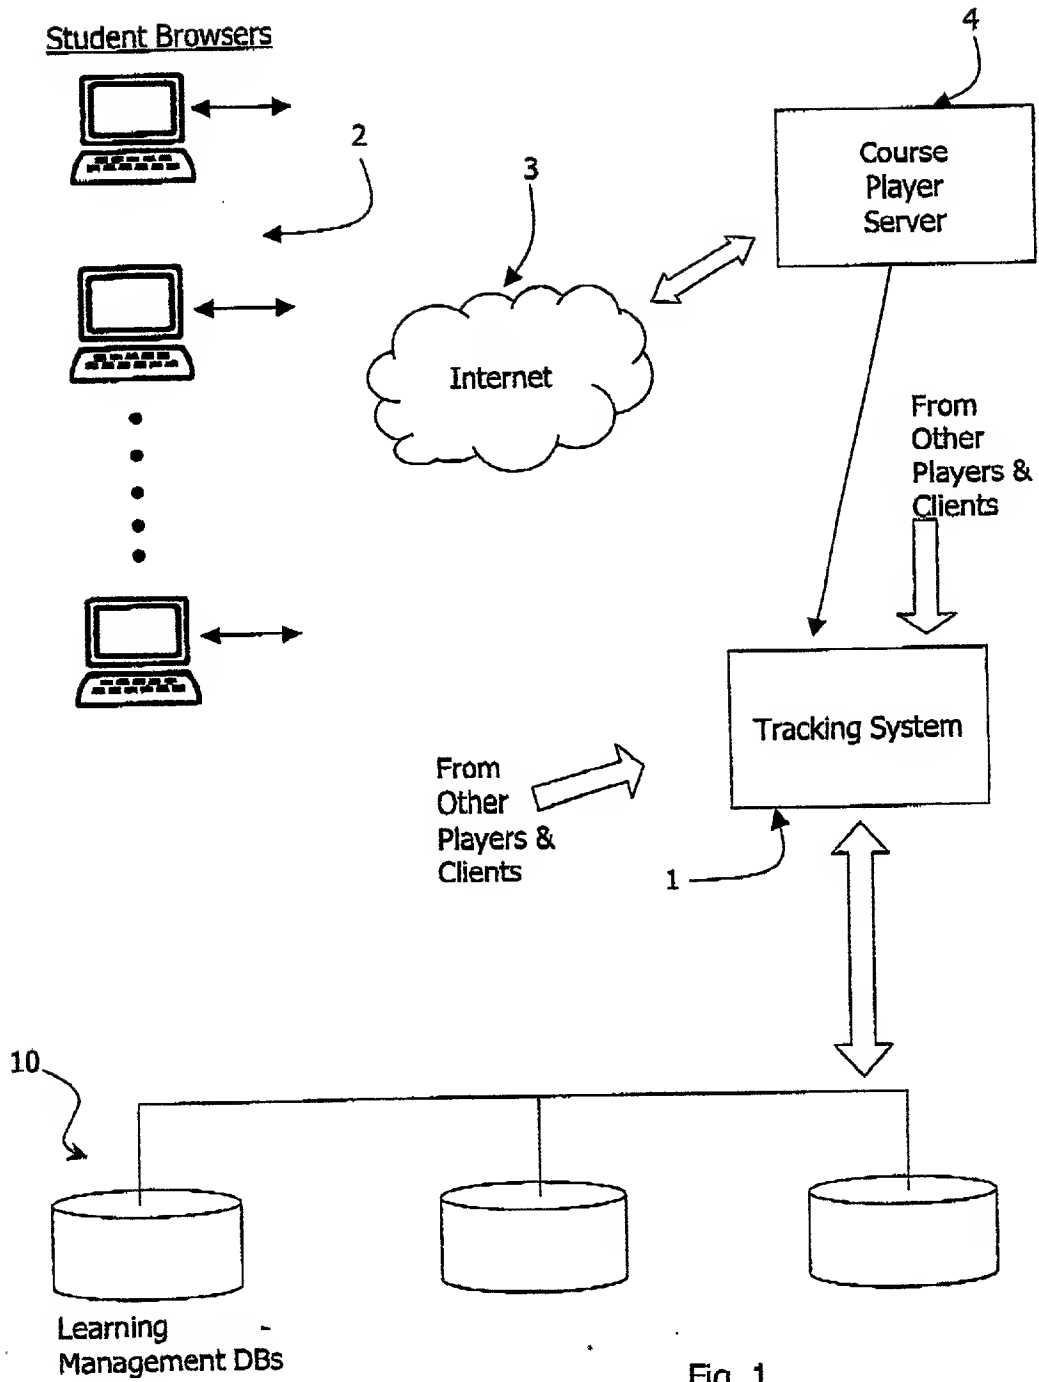 Student Browsers
4
2
3
Course
Player
Server
Internet
From
Other
Players &
Clients
Tracking System
From
Other
Players &
Clients
1
10
Learning
Management DBs
Fig. 1